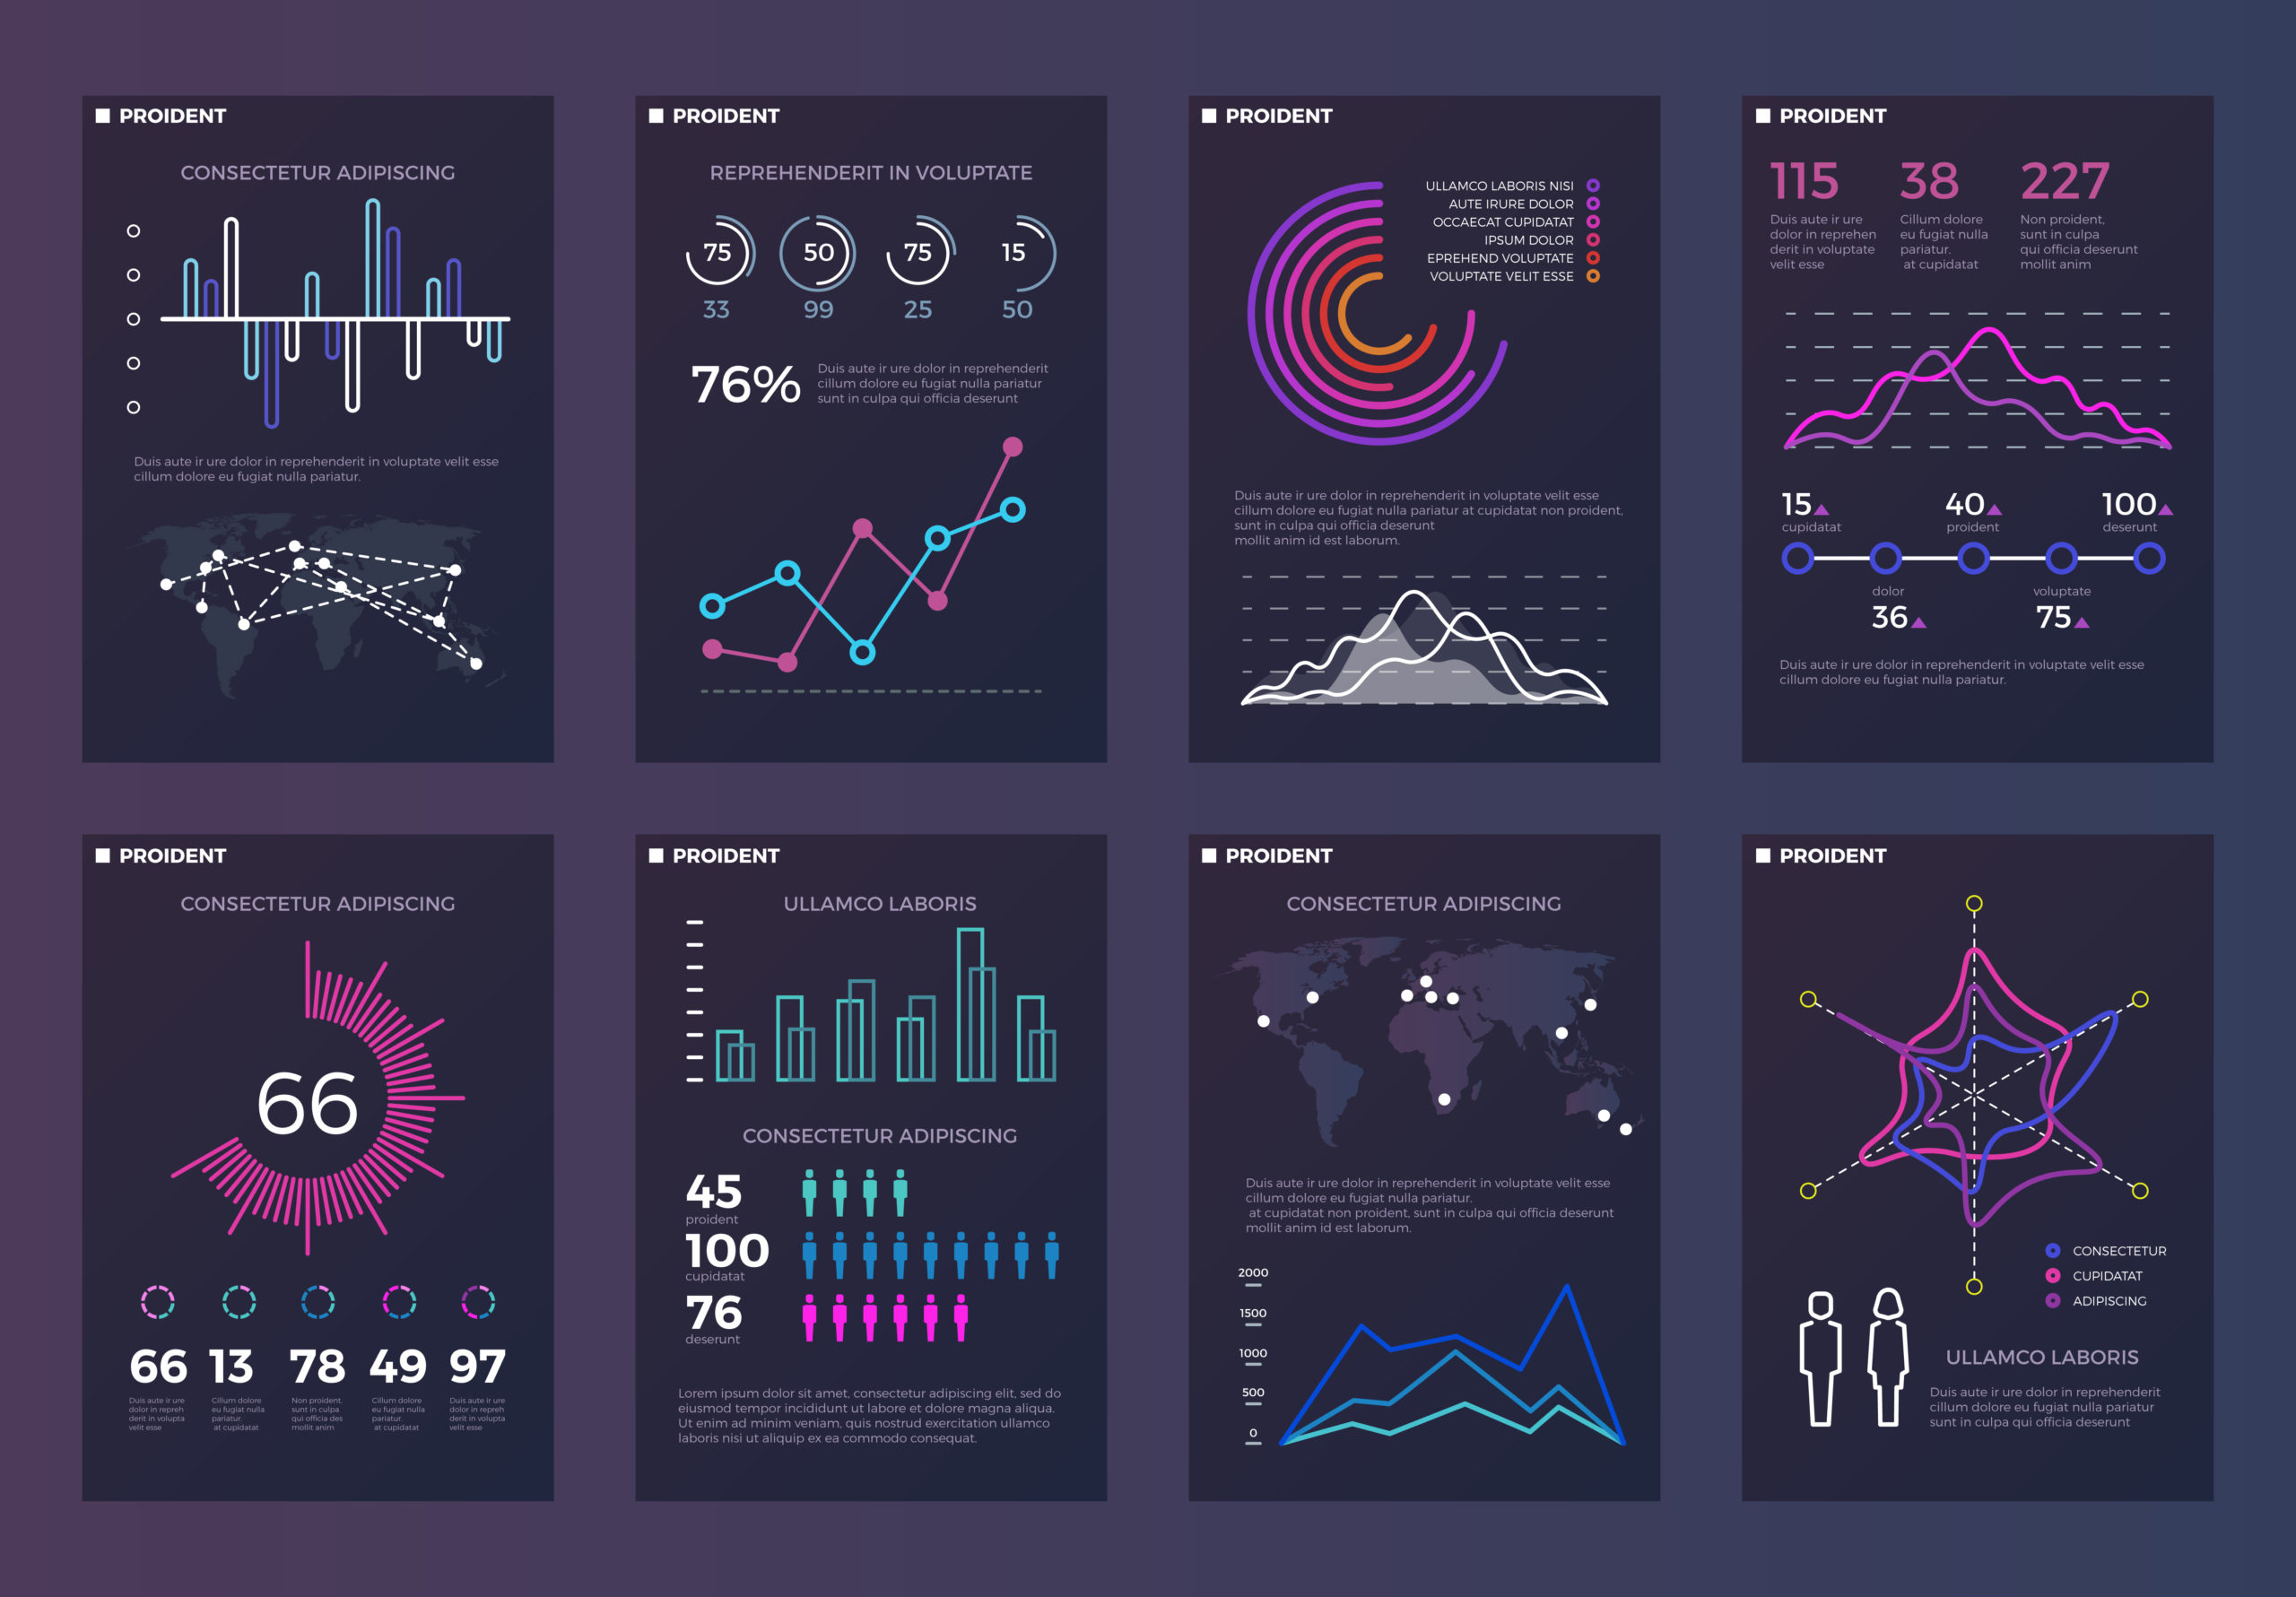 PROIDENT
CONSECTETUR ADIPISCING
Duis aute ir ure dolor in reprehenderit in voluptate velit esse
cillum dolore eu fugiat nulla pariatur.
PROIDENT
REPREHENDERIT IN VOLUPTATE
75 50 75 15
33 99 25 50
76%
Duis aute ir ure dolor in reprehenderit
cillum dolore eu fugiat nulla pariatur
sunt in culpa qui officia deserunt
PROIDENT
ULLAMCO LABORIS NISI
AUTE IRURE DOLOR
OCCAECAT CUPIDATAT
IPSUM DOLOR
EPREHEND VOLUPTATE
VOLUPTATE VELIT ESSE
Duis aute ir ure dolor in reprehenderit in voluptate velit esse
cillum dolore eu fugiat nulla pariatur at cupidatat non proident,
sunt in culpa qui officia deserunt
mollit anim id est laborum.
PROIDENT
115
Duis aute ir ure
dolor in reprehen
derit in voluptate
velit esse
38
Cillum dolore
eu fugiat nulla
pariatur.
at cupidatat
227
Non proident,
sunt in culpa
qui officia deserunt
mollit anim
15 40 100
cupidatat proident deserunt
dolor voluptate
36 75
Duis aute ir ure dolor in reprehenderit in voluptate velit esse
cillum dolore eu fugiat nulla pariatur.
PROIDENT
CONSECTETUR ADIPISCING
66
66
Duis aute ir ure
dolor in repreh
derit in volupta
velit esse
13
Cillum dolore
eu fugiat nulla
pariatur.
at cupidatat
78
Non proident,
sunt in culpa
qui officia des
mollit anim
49
Cillum dolore
eu fugiat nulla
pariatur.
at cupidatat
97
Duis aute ir ure
dolor in repreh
derit in volupta
velit esse
PROIDENT
ULLAMCO LABORIS
CONSECTETUR ADIPISCING
45
proident
100
cupidatat
76
deserunt
Lorem ipsum dolor sit amet, consectetur adipiscing elit, sed do
eiusmod tempor incididunt ut labore et dolore magna aliqua.
Ut enim ad minim veniam, quis nostrud exercitation ullamco
laboris nisi ut aliquip ex ea commodo consequat.
PROIDENT
CONSECTETUR ADIPISCING
Duis aute ir ure dolor in reprehenderit in voluptate velit esse
cillum dolore eu fugiat nulla pariatur.
at cupidatat non proident, sunt in culpa qui officia deserunt
mollit anim id est laborum.
2000
1500
1000
500
0
PROIDENT
CONSECTETUR
CUPIDATAT
ADIPISCING
ULLAMCO LABORIS
Duis aute ir ure dolor in reprehenderit
cillum dolore eu fugiat nulla pariatur
sunt in culpa qui officia deserunt